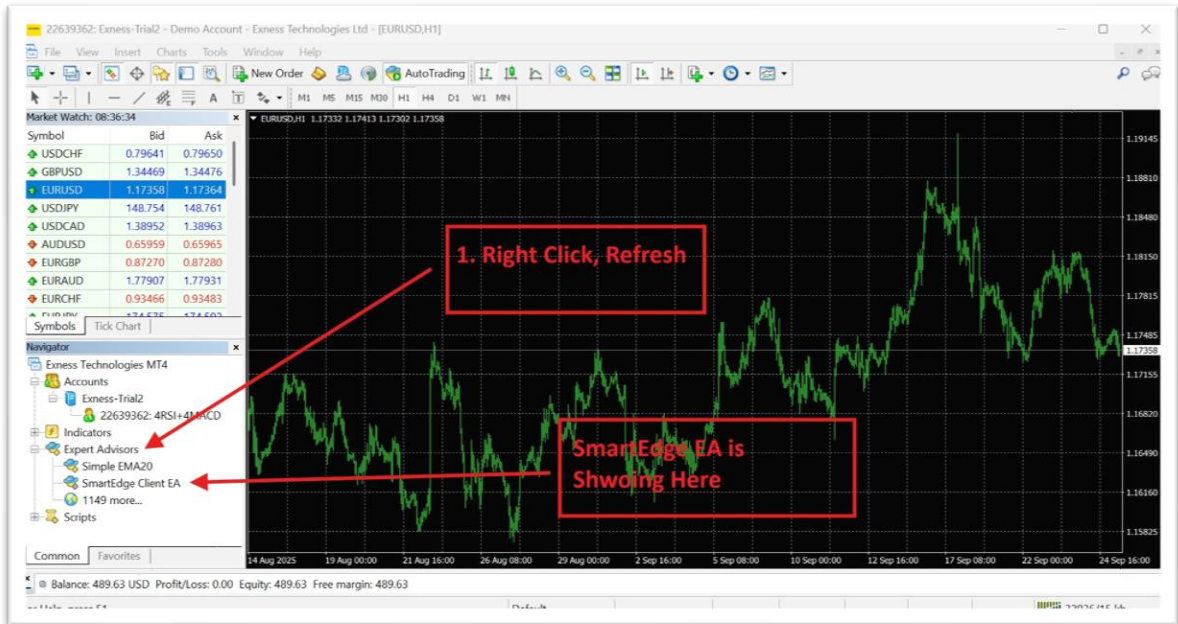 22639362: Exness-Trial2 - Demo Account - Exness Technologies Ltd - [EURUSD,H1]
File View Insert Charts Tools Window Help
New Order AutoTrading
A T M1 M5 M15 M30 H1 H4 D1 W1 MN
Market Watch: 08:36:34
Symbol Bid Ask
USDCHF 0.79641 0.79650
GBPUSD 1.34469 1.34476
EURUSD 1.17358 1.17364
USDJPY 148.754 148.761
USDCAD 1.38952 1.38963
AUDUSD 0.65959 0.65965
EURGBP 0.87270 0.87280
EURAUD 1.77907 1.77931
EURCHF 0.93466 0.93483
Symbols Tick Chart
Navigator
Exness Technologies MT4
Accounts
Exness-Trial2
22639362: 4RSI+4MACD
Indicators
Expert Advisors
Simple EMA20
SmartEdge Client EA
1149 more...
Scripts
Common Favorites
EURUSD,H1 1.17332 1.17413 1.17302 1.17358
1. Right Click, Refresh
SmartEdge EA is
Shwoing Here
1.19145
1.18810
1.18480
1.18150
1.17815
1.17485
1.17358
1.17155
1.16820
1.16490
1.16160
1.15825
14 Aug 2025 19 Aug 00:00 21 Aug 16:00 26 Aug 08:00 29 Aug 00:00 2 Sep 16:00 5 Sep 08:00 10 Sep 00:00 12 Sep 16:00 17 Sep 08:00 22 Sep 00:00 24 Sep 16:00
Balance: 489.63 USD Profit/Loss: 0.00 Equity: 489.63 Free margin: 489.63